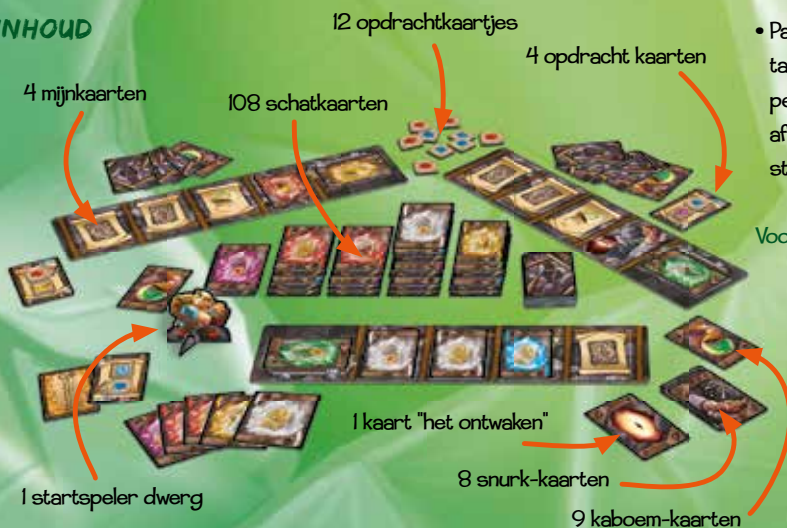 INHOUD
12 opdrachtkaartjes
4 opdracht kaarten
4 mijnkaarten
108 schatkaarten
1 kaart "het ontwaken"
8 snurk-kaarten
1 startspeler dwerg
9 kaboem-kaarten
• Pa
ta
pe
af
st
Voo